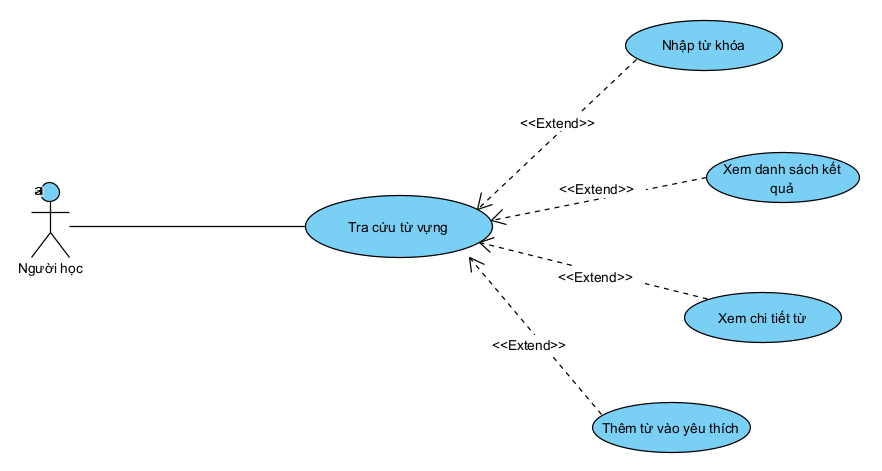 Nhập từ khóa
<<Extend>>
Xem danh sách kết
quả
<<Extend>>
a
Tra cứu từ vựng
Người học
<<Extend>>
Xem chi tiết từ
<<Extend>>
Thêm từ vào yêu thích